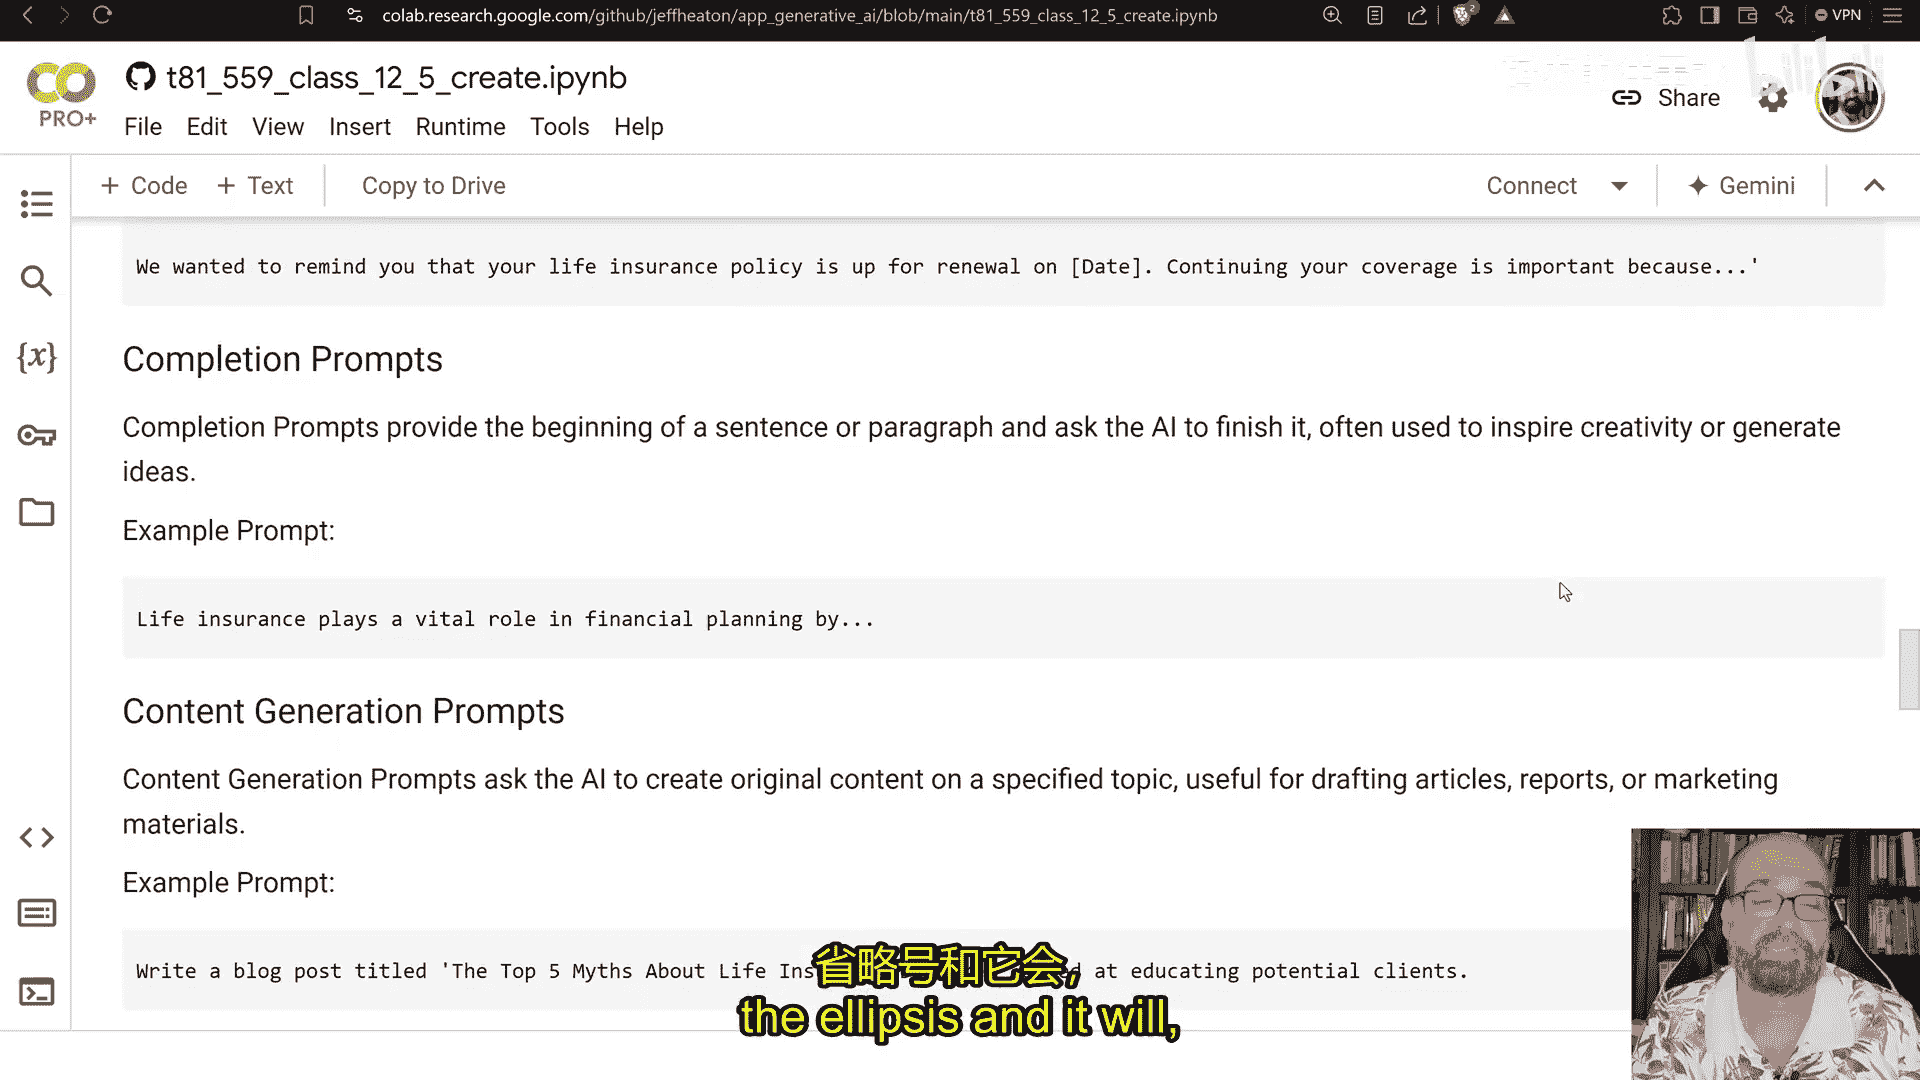 colab.research.google.com/github/jeffheaton/app_generative_ai/blob/main/t81_559_class_12_5_create.ipynb
2
VPN
CO
PRO+
t81_559_class_12_5_create.ipynb
Share
File Edit View Insert Runtime Tools Help
+ Code + Text Copy to Drive Connect Gemini
We wanted to remind you that your life insurance policy is up for renewal on [Date]. Continuing your coverage is important because...'
Completion Prompts
Completion Prompts provide the beginning of a sentence or paragraph and ask the AI to finish it, often used to inspire creativity or generate
ideas.
Example Prompt:
Life insurance plays a vital role in financial planning by...
Content Generation Prompts
Content Generation Prompts ask the AI to create original content on a specified topic, useful for drafting articles, reports, or marketing
materials.
Example Prompt:
Write a blog post titled 'The Top 5 Myths About Life at educating potential clients.
省略号和它会,
the ellipsis and it will,